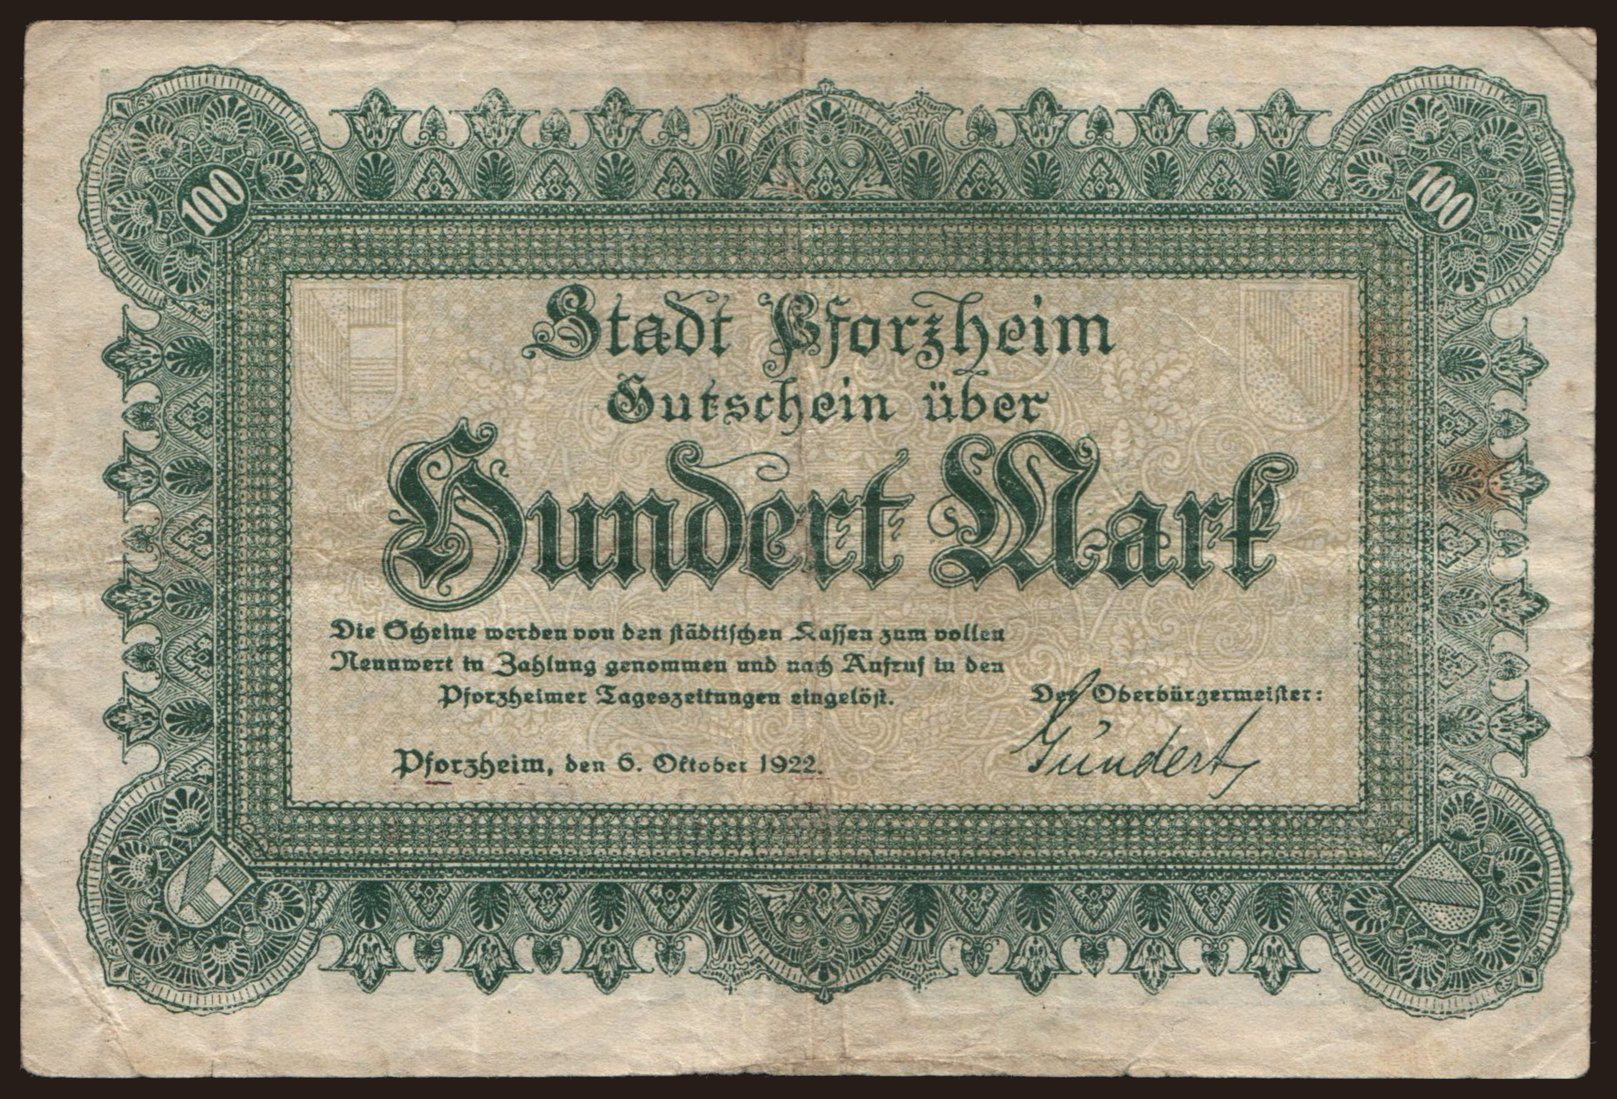 100 100
Stadt Pforzheim
Gutschein über
Hundert Mark
Die Scheine werden von den städtischen Kassen zum vollen
Nennwert in Zahlung genommen und nach Aufruf in den
Pforzheimer Tageszeitungen eingelöst.
Der Oberbürgermeister:
Pforzheim, den 6. Oktober 1922.
Gündert